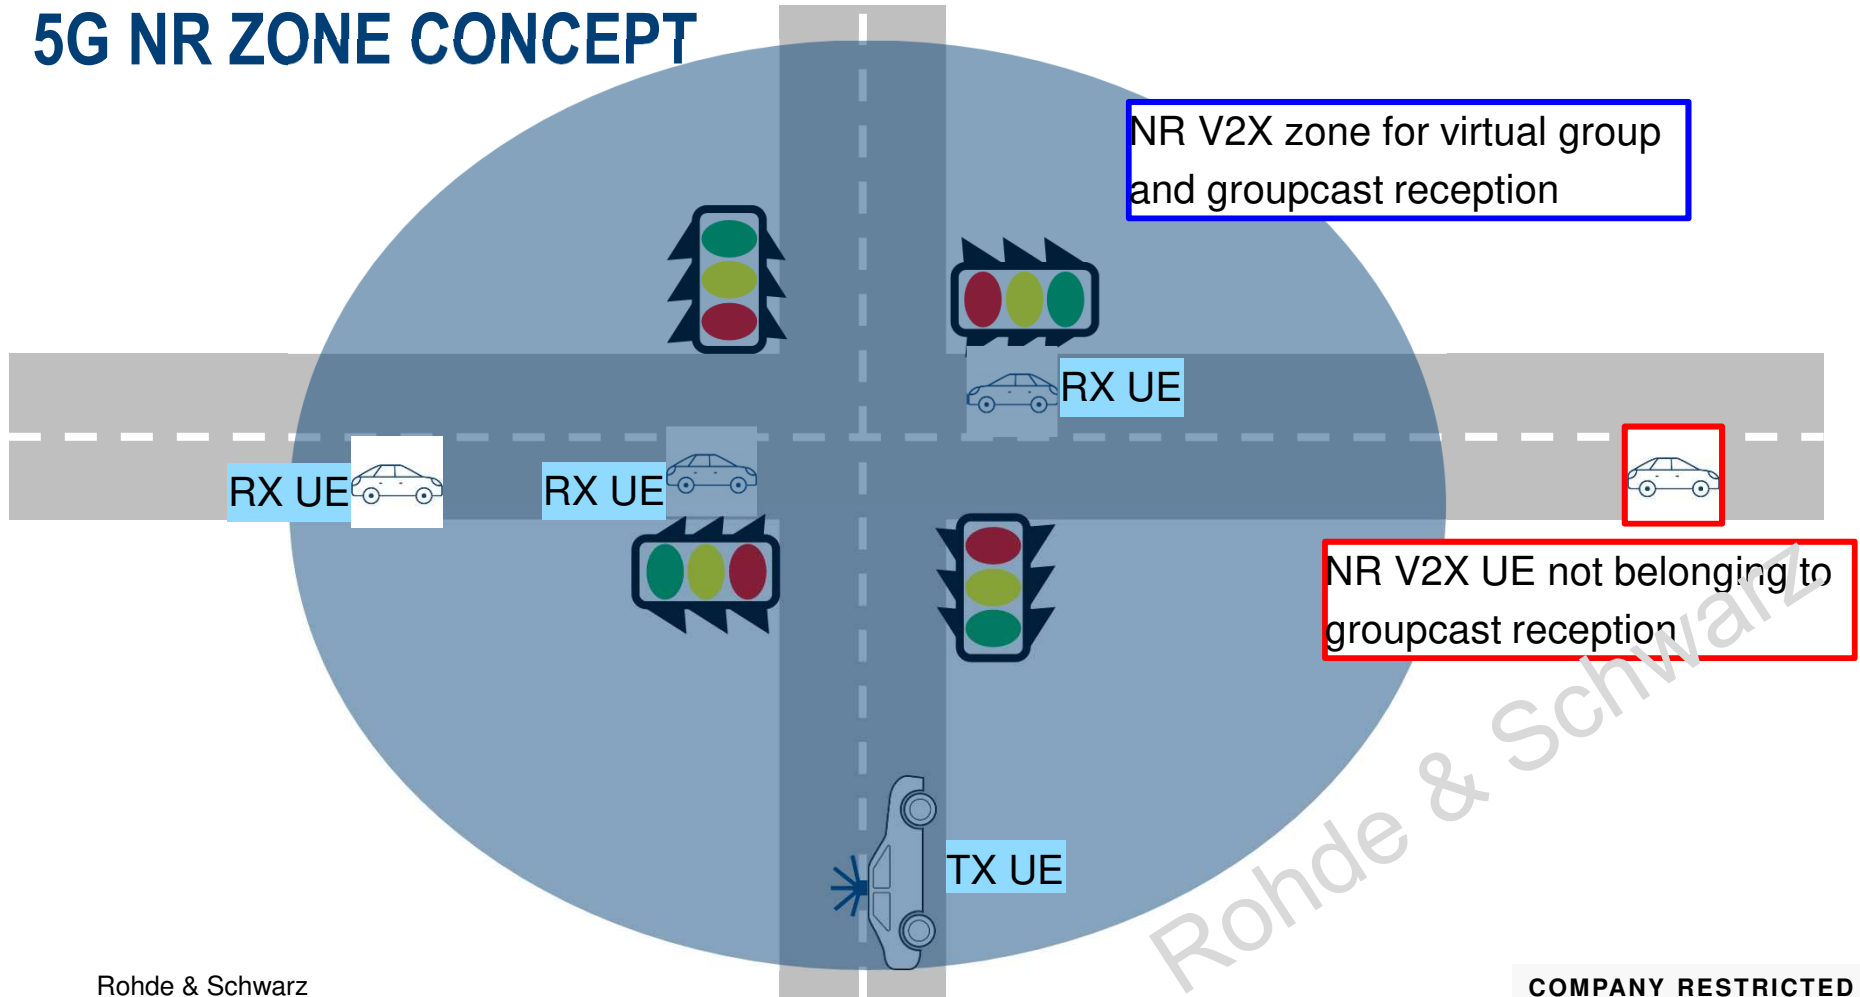 5G NR ZONE CONCEPT
NR V2X zone for virtual group
and groupcast reception
RX UE
RX UE
RX UE
NR V2X UE not belonging to
groupcast reception
TX UE
Rohde & Schwarz
Rohde & Schwarz
COMPANY RESTRICTED